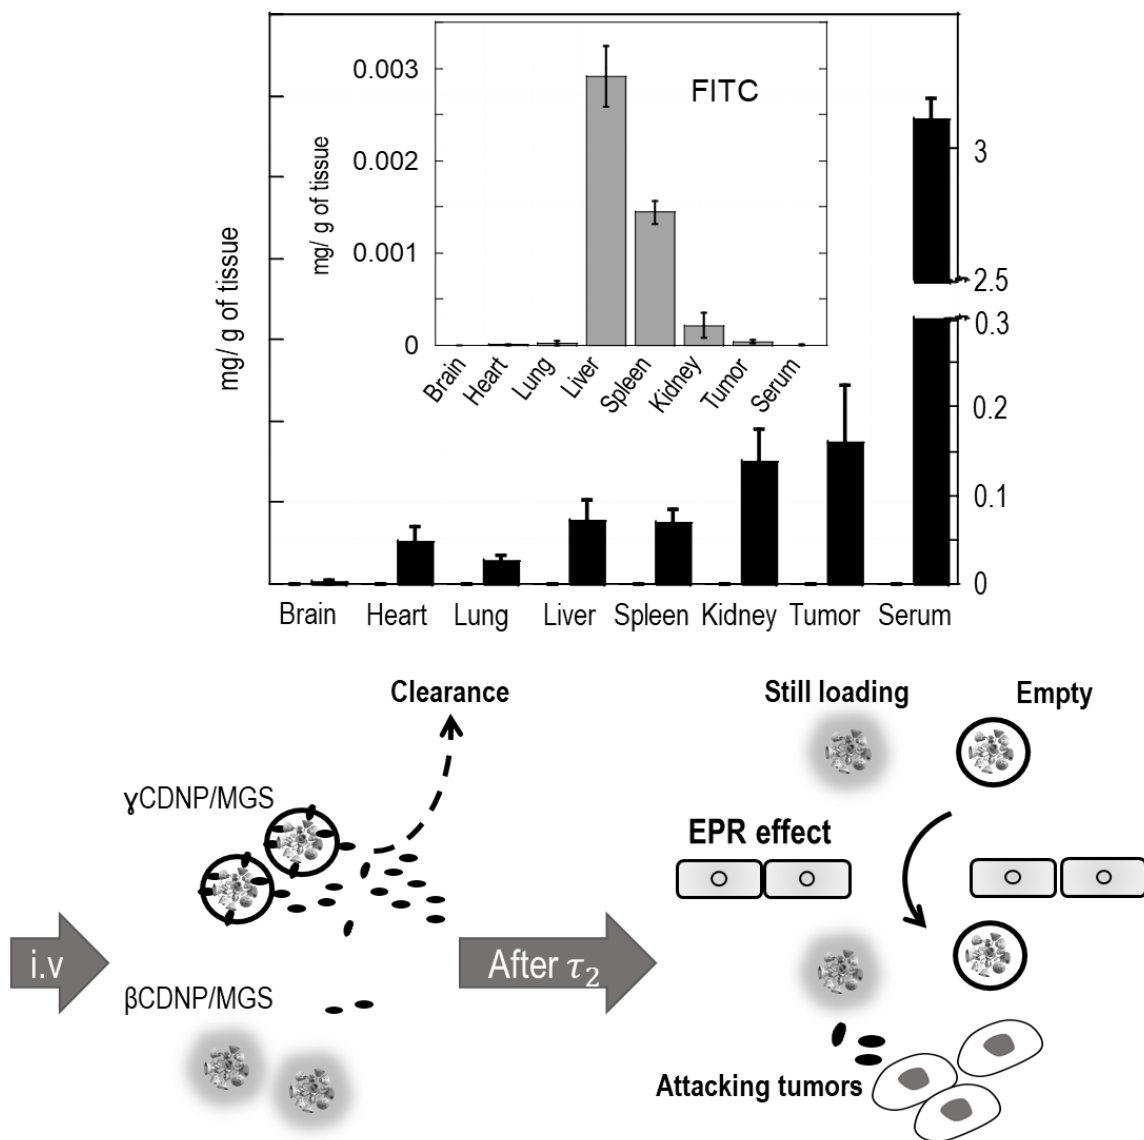 FITC
mg/ g of tissue
0.003
0.002
0.001
0
Brain
Heart
Lung
Liver
Spleen
Kidney
Tumor
Serum
mg/ g of tissue
3
2.5
0.3
0.2
0.1
0
Brain Heart Lung Liver Spleen Kidney Tumor Serum
Clearance
Still loading
Empty
γCDNP/MGS
EPR effect
i.v
After τ₂
βCDNP/MGS
Attacking tumors